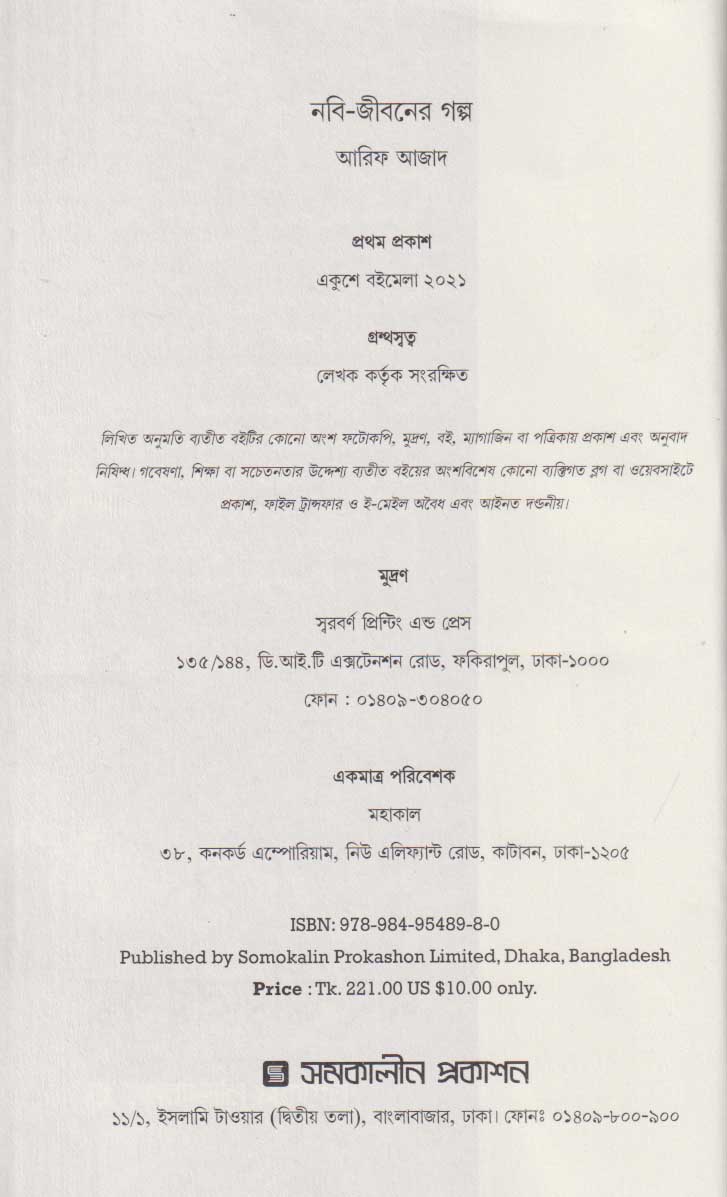 নবি-জীবনের গল্প
আরিফ আজাদ
প্রথম প্রকাশ
একুশে বইমেলা ২০২১
গ্রন্থস্বত্ব
লেখক কর্তৃক সংরক্ষিত
লিখিত অনুমতি ব্যতীত বইটির কোনো অংশ ফটোকপি, মুদ্রণ, বই, ম্যাগাজিন বা পত্রিকায় প্রকাশ এবং অনুবাদ
নিষিদ্ধ। গবেষণা, শিক্ষা বা সচেতনতার উদ্দেশ্য ব্যতীত বইয়ের অংশবিশেষ কোনো ব্যক্তিগত ব্লগ বা ওয়েবসাইটে
প্রকাশ, ফাইল ট্রান্সফার ও ই-মেইল অবৈধ এবং আইনত দণ্ডনীয়।
মুদ্রণ
সুরবর্ণ প্রিন্টিং এন্ড প্রেস
১৩৫/১৪৪, ডি.আই.টি এক্সটেনশন রোড, ফকিরাপুল, ঢাকা-১০০০
ফোন : ০১৪০৯-৩০৪০৫০
একমাত্র পরিবেশক
মহাকাল
৩৮, কনকর্ড এম্পোরিয়াম, নিউ এলিফ্যান্ট রোড, কাটাবন, ঢাকা-১২০৫
ISBN: 978-984-95489-8-0
Published by Somokalin Prokashon Limited, Dhaka, Bangladesh
Price : Tk. 221.00 US $10.00 only.
সমকালীন প্রকাশন
১১/১, ইসলামি টাওয়ার (দ্বিতীয় তলা), বাংলাবাজার, ঢাকা। ফোনঃ ০১৪০৯-৮০০-৯০০